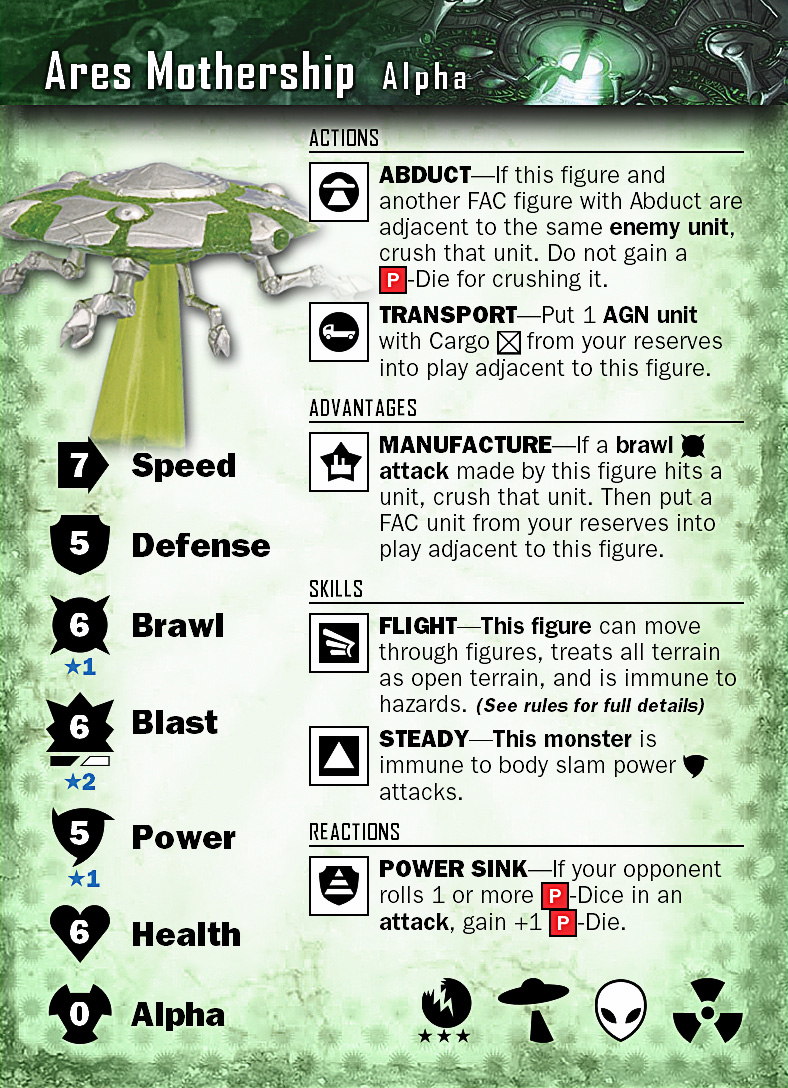 Ares Mothership Alpha
ACTIONS
ABDUCT—If this figure and
another FAC figure with Abduct are
adjacent to the same enemy unit,
crush that unit. Do not gain a
P-Die for crushing it.
TRANSPORT—Put 1 AGN unit
with Cargo from your reserves
into play adjacent to this figure.
ADVANTAGES
MANUFACTURE—If a brawl
attack made by this figure hits a
unit, crush that unit. Then put a
FAC unit from your reserves into
play adjacent to this figure.
SKILLS
FLIGHT—This figure can move
through figures, treats all terrain
as open terrain, and is immune to
hazards. (See rules for full details)
STEADY—This monster is
immune to body slam power
attacks.
REACTIONS
POWER SINK—If your opponent
rolls 1 or more P-Dice in an
attack, gain +1 P-Die.
7 Speed
5 Defense
6 Brawl
★1
6 Blast
★2
5 Power
★1
6 Health
0 Alpha
★★★